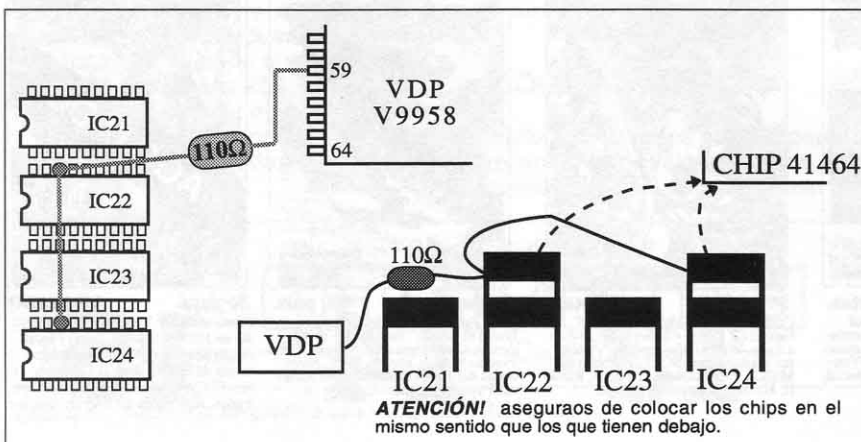 IC21
IC22
IC23
IC24
110Ω
59
64
VDP
V9958
CHIP 41464
110Ω
VDP
IC21
IC22
IC23
IC24
ATENCIÓN! aseguraos de colocar los chips en el
mismo sentido que los que tienen debajo.